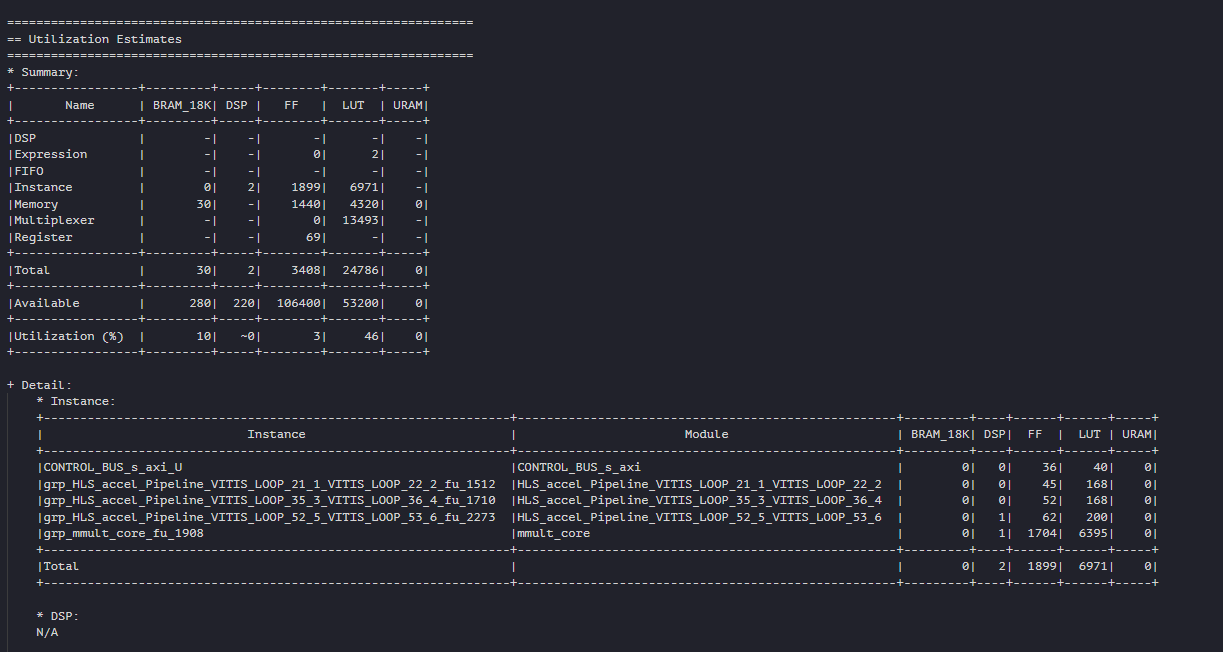 ================================================================
== Utilization Estimates
================================================================
* Summary:
+-----------------+---------+-----+--------+-------+-----+
|       Name      | BRAM_18K| DSP |   FF   |  LUT  | URAM|
+-----------------+---------+-----+--------+-------+-----+
|DSP              |        -|    -|       -|      -|    -|
|Expression       |        -|    -|       0|      2|    -|
|FIFO             |        -|    -|       -|      -|    -|
|Instance         |        0|    2|    1899|   6971|    -|
|Memory           |       30|    -|    1440|   4320|    0|
|Multiplexer      |        -|    -|       0|  13493|    -|
|Register         |        -|    -|      69|      -|    -|
+-----------------+---------+-----+--------+-------+-----+
|Total            |       30|    2|    3408|  24786|    0|
+-----------------+---------+-----+--------+-------+-----+
|Available        |      280|  220|  106400|  53200|    0|
+-----------------+---------+-----+--------+-------+-----+
|Utilization (%)  |       10|   ~0|       3|     46|    0|
+-----------------+---------+-----+--------+-------+-----+
+ Detail:
    * Instance:
    +----------------------------------------------------------------+----------------------------------------------------+---------+----+------+------+-----+
    |                            Instance                            |                       Module                       | BRAM_18K| DSP|  FF  |  LUT | URAM|
    +----------------------------------------------------------------+----------------------------------------------------+---------+----+------+------+-----+
    |CONTROL_BUS_s_axi_U                                             |CONTROL_BUS_s_axi                                   |        0|   0|    36|    40|    0|
    |grp_HLS_accel_Pipeline_VITIS_LOOP_21_1_VITIS_LOOP_22_2_fu_1512  |HLS_accel_Pipeline_VITIS_LOOP_21_1_VITIS_LOOP_22_2  |        0|   0|    45|   168|    0|
    |grp_HLS_accel_Pipeline_VITIS_LOOP_35_3_VITIS_LOOP_36_4_fu_1710  |HLS_accel_Pipeline_VITIS_LOOP_35_3_VITIS_LOOP_36_4  |        0|   0|    52|   168|    0|
    |grp_HLS_accel_Pipeline_VITIS_LOOP_52_5_VITIS_LOOP_53_6_fu_2273  |HLS_accel_Pipeline_VITIS_LOOP_52_5_VITIS_LOOP_53_6  |        0|   1|    62|   200|    0|
    |grp_mmult_core_fu_1908                                          |mmult_core                                          |        0|   1|  1704|  6395|    0|
    +----------------------------------------------------------------+----------------------------------------------------+---------+----+------+------+-----+
    |Total                                                           |                                                    |        0|   2|  1899|  6971|    0|
    +----------------------------------------------------------------+----------------------------------------------------+---------+----+------+------+-----+
    * DSP:
    N/A